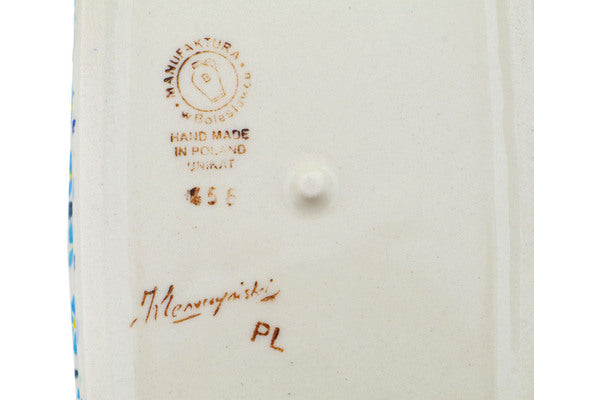 MANUFAKTURA
w Bolesławcu
B
HAND MADE
IN POLAND
UNIKAT
PL